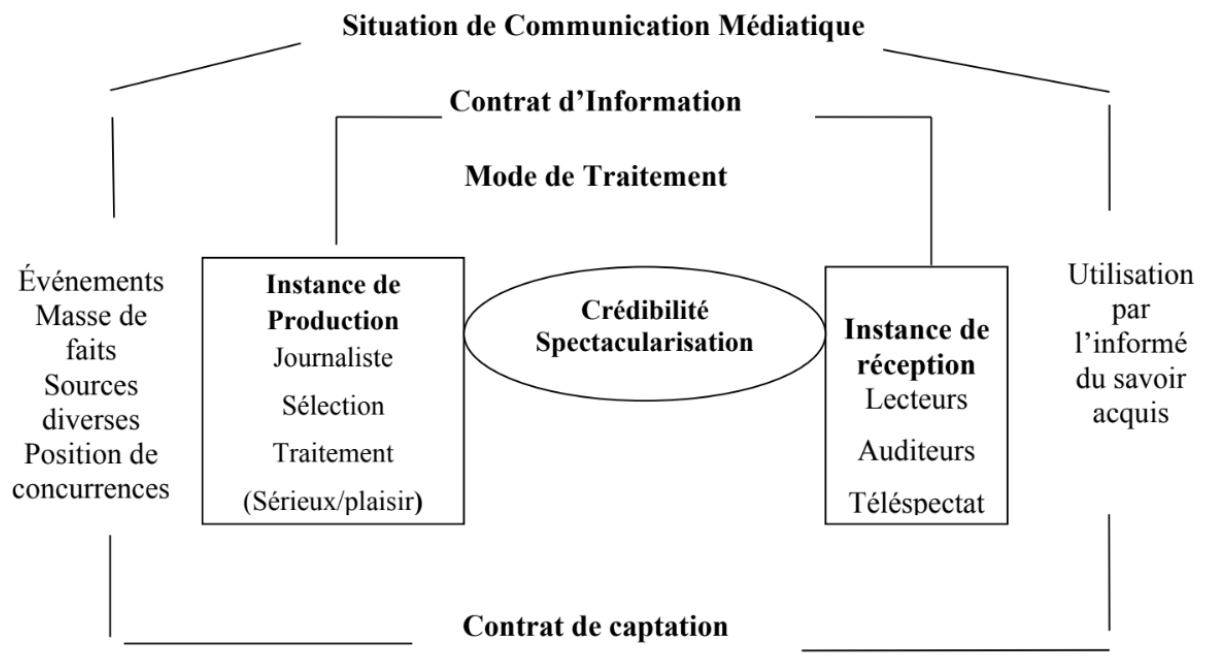 Situation de Communication Médiatique
Contrat d’Information
Mode de Traitement
Événements
Masse de
faits
Sources
diverses
Position de
concurrences
Instance de
Production
Journaliste
Sélection
Traitement
(Sérieux/plaisir)
Crédibilité
Spectacularisation
Instance de
réception
Lecteurs
Auditeurs
Téléspectat
Utilisation
par
l’informé
du savoir
acquis
Contrat de captation